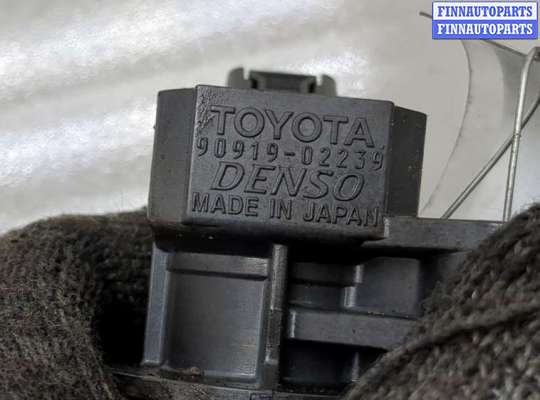 FINNAUTOPARTS
FINNAUTOPARTS
TOYOTA
90919-02239
DENSO
MADE IN JAPAN